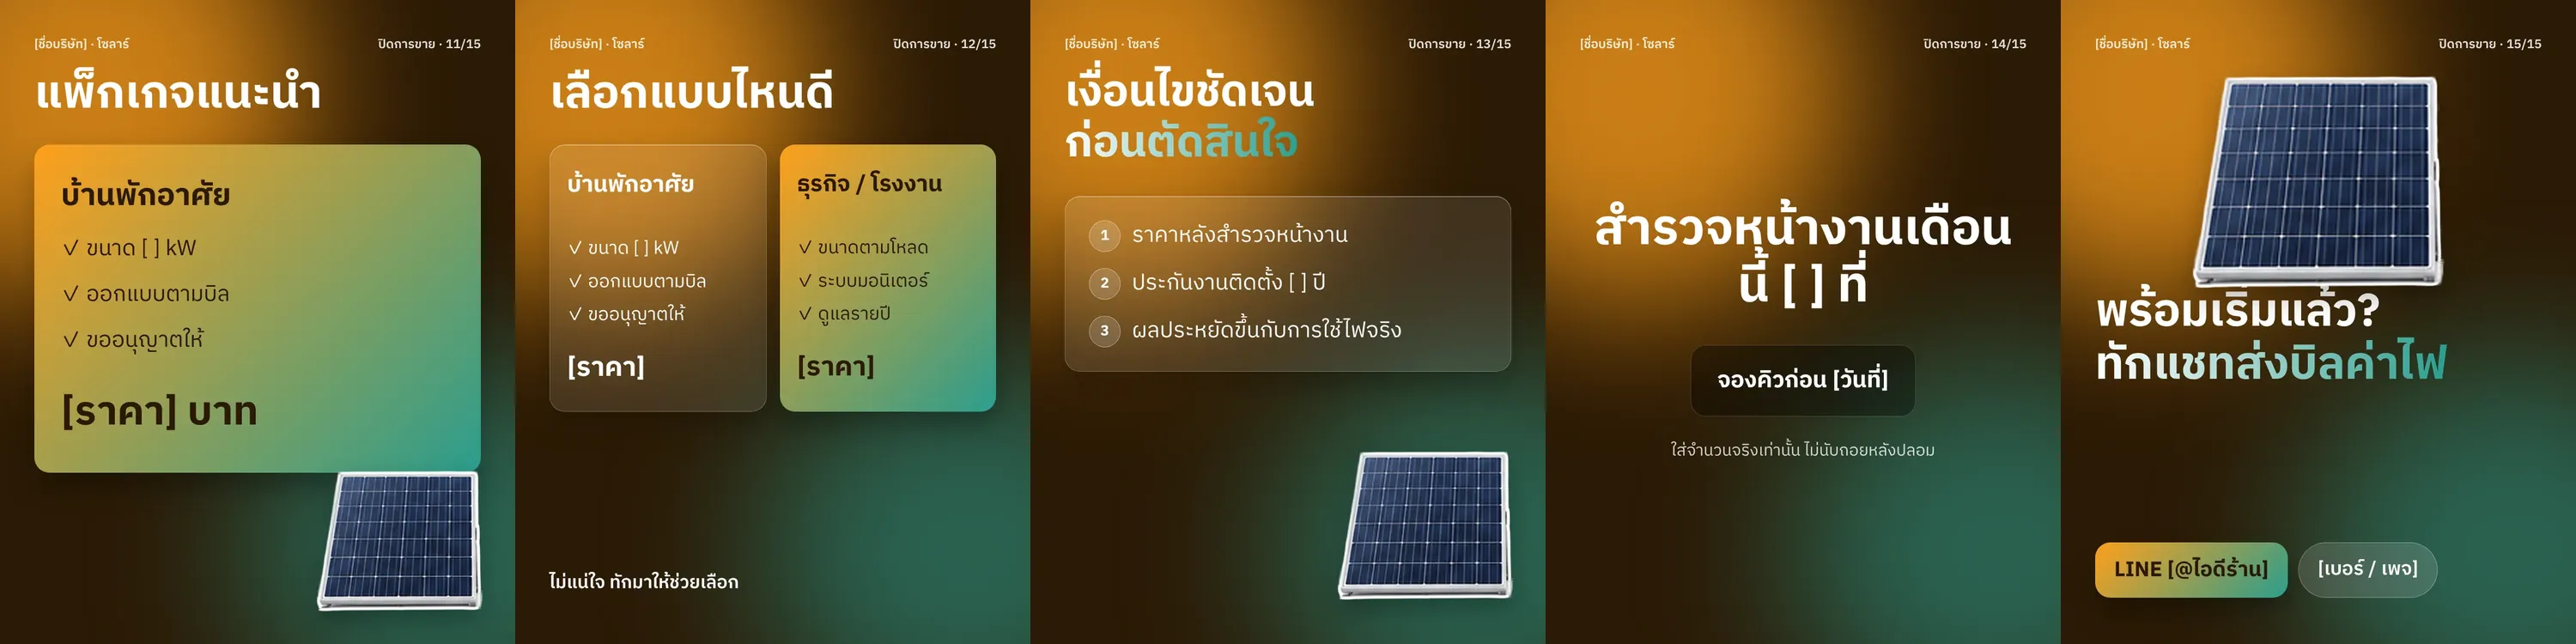 [ชื่อบริษัท] · โซลาร์
ปิดการขาย · 11/15
แพ็กเกจแนะนำ
บ้านพักอาศัย
✓ ขนาด [ ] kW
✓ ออกแบบตามบิล
✓ ขออนุญาตให้
[ราคา] บาท
[ชื่อบริษัท] · โซลาร์
ปิดการขาย · 12/15
เลือกแบบไหนดี
บ้านพักอาศัย
✓ ขนาด [ ] kW
✓ ออกแบบตามบิล
✓ ขออนุญาตให้
[ราคา]
ธุรกิจ / โรงงาน
✓ ขนาดตามโหลด
✓ ระบบมอนิเตอร์
✓ ดูแลรายปี
[ราคา]
ไม่แน่ใจ ทักมาให้ช่วยเลือก
[ชื่อบริษัท] · โซลาร์
ปิดการขาย · 13/15
เงื่อนไขชัดเจน
ก่อนตัดสินใจ
1 ราคาหลังสำรวจหน้างาน
2 ประกันงานติดตั้ง [ ] ปี
3 ผลประหยัดขึ้นกับการใช้ไฟจริง
[ชื่อบริษัท] · โซลาร์
ปิดการขาย · 14/15
สำรวจหน้างานเดือน
นี้ [ ] ที่
จองคิวก่อน [วันที่]
ใส่จำนวนจริงเท่านั้น ไม่นับถอยหลังปลอม
[ชื่อบริษัท] · โซลาร์
ปิดการขาย · 15/15
พร้อมเริ่มแล้ว?
ทักแชทส่งบิลค่าไฟ
LINE [@ไอดีร้าน]
[เบอร์ / เพจ]